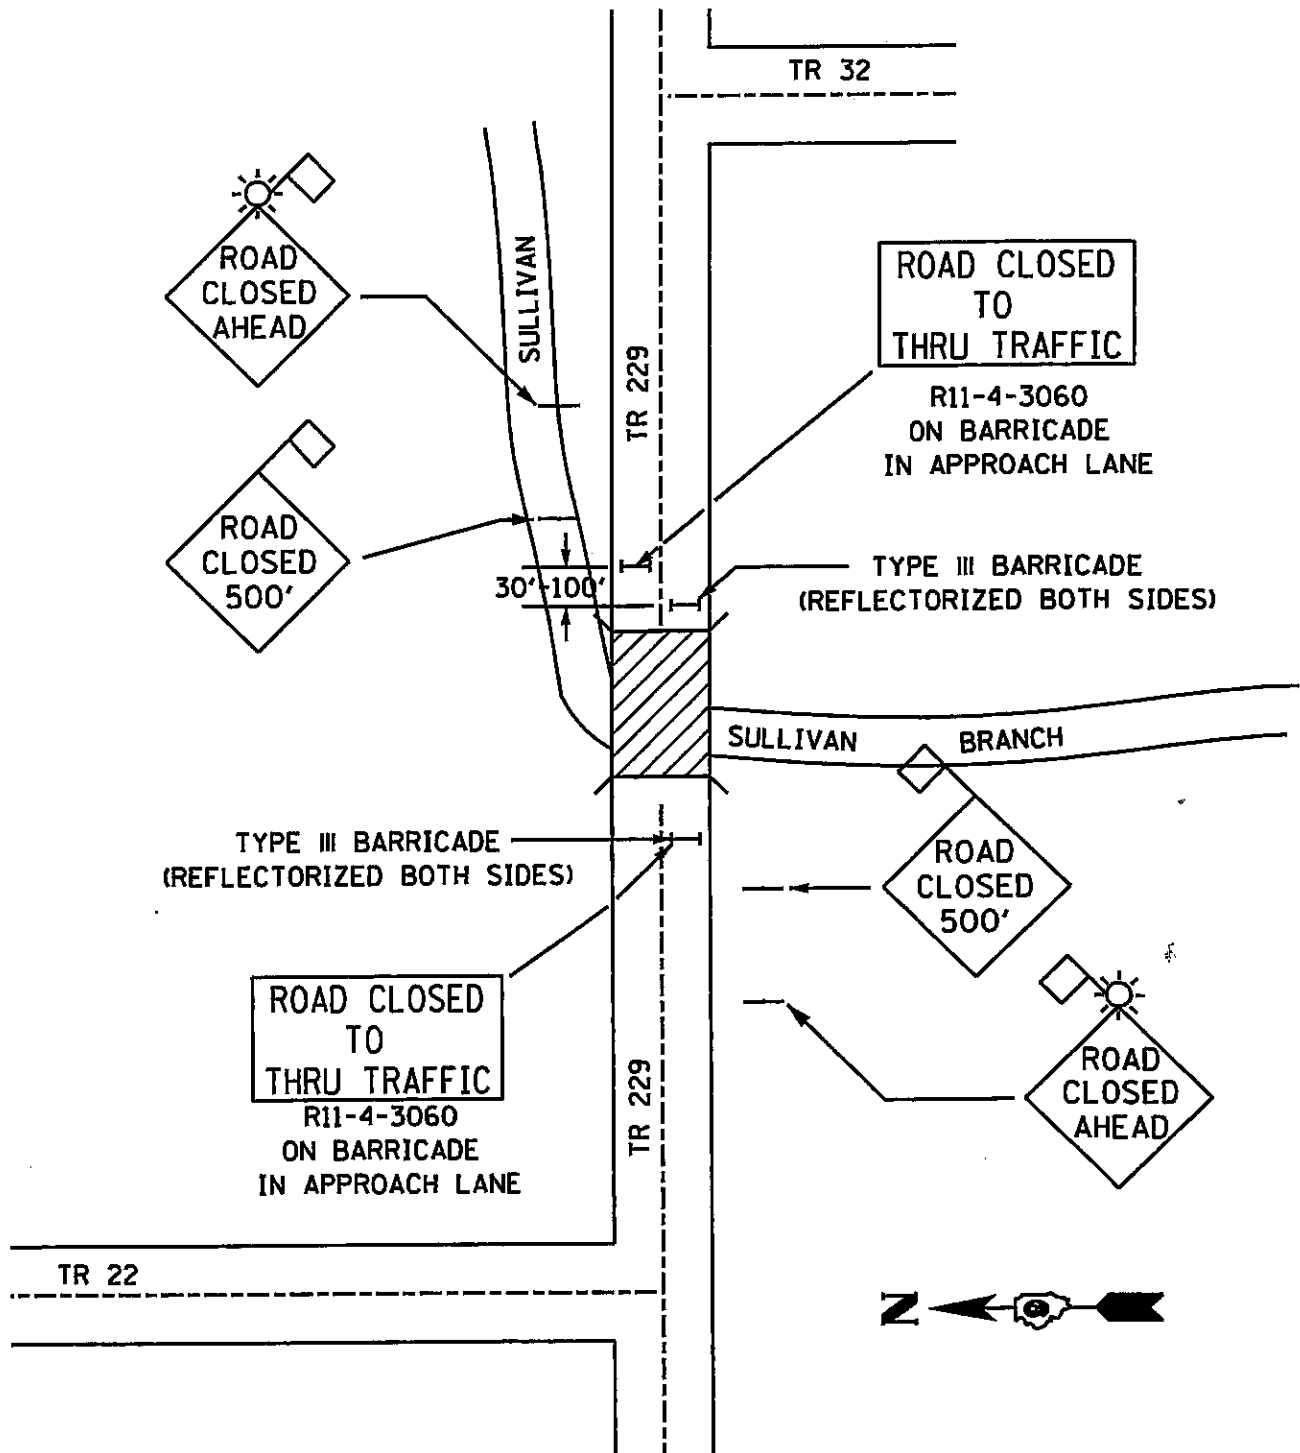 TR 32
ROAD
CLOSED
AHEAD
SULLIVAN
TR 229
ROAD CLOSED
TO
THRU TRAFFIC
R11-4-3060
ON BARRICADE
IN APPROACH LANE
ROAD
CLOSED
500'
30'-100'
TYPE III BARRICADE
(REFLECTORIZED BOTH SIDES)
SULLIVAN BRANCH
TYPE III BARRICADE
(REFLECTORIZED BOTH SIDES)
ROAD
CLOSED
500'
ROAD CLOSED
TO
THRU TRAFFIC
R11-4-3060
ON BARRICADE
IN APPROACH LANE
TR 229
ROAD
CLOSED
AHEAD
TR 22
N